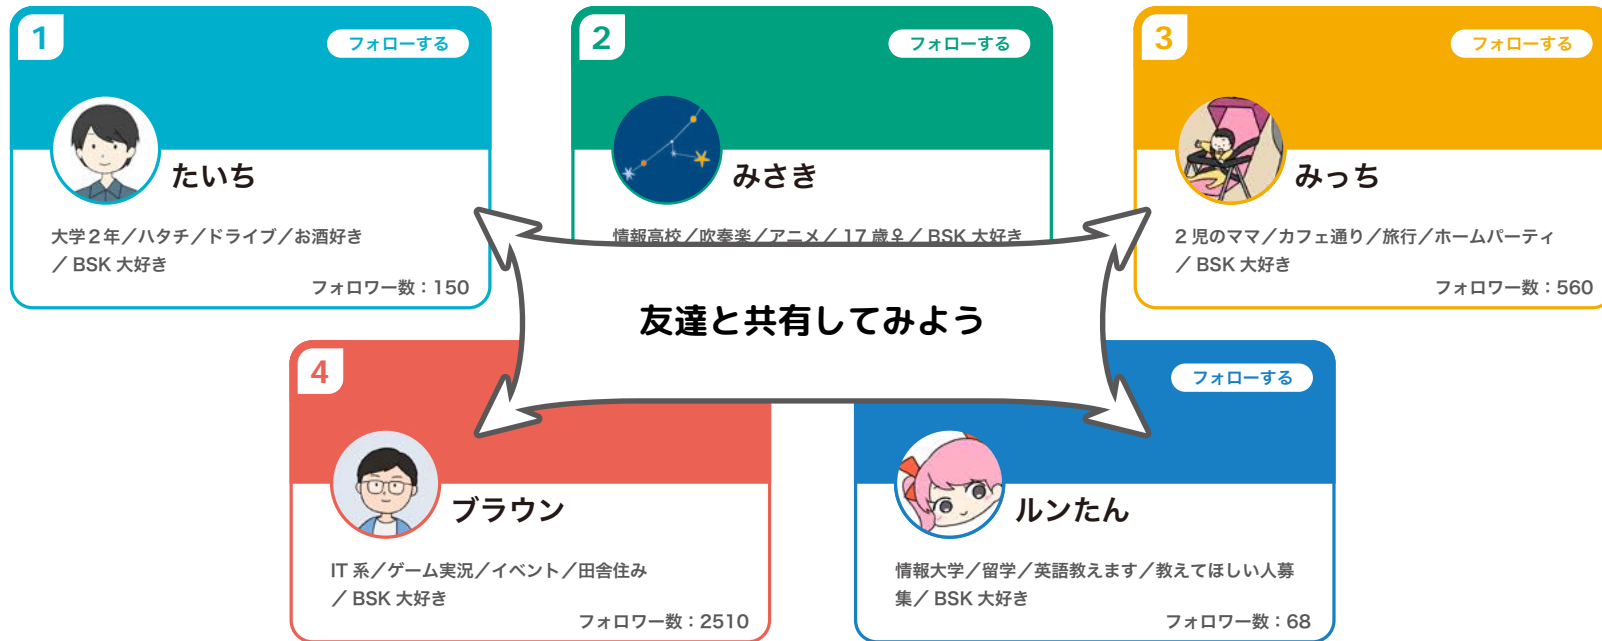 1
フォローする
たいち
大学2年／ハタチ／ドライブ／お酒好き
／BSK 大好き
フォロワー数：150
2
フォローする
みさき
情報高校／吹奏楽／アニメ／17 歳♀／BSK 大好き
3
フォローする
みっち
2 児のママ／カフェ通り／旅行／ホームパーティ
／BSK 大好き
フォロワー数：560
友達と共有してみよう
4
ブラウン
IT 系／ゲーム実況／イベント／田舎住み
／BSK 大好き
フォロワー数：2510
フォローする
ルンたん
情報大学／留学／英語教えます／教えてほしい人募
集／BSK 大好き
フォロワー数：68